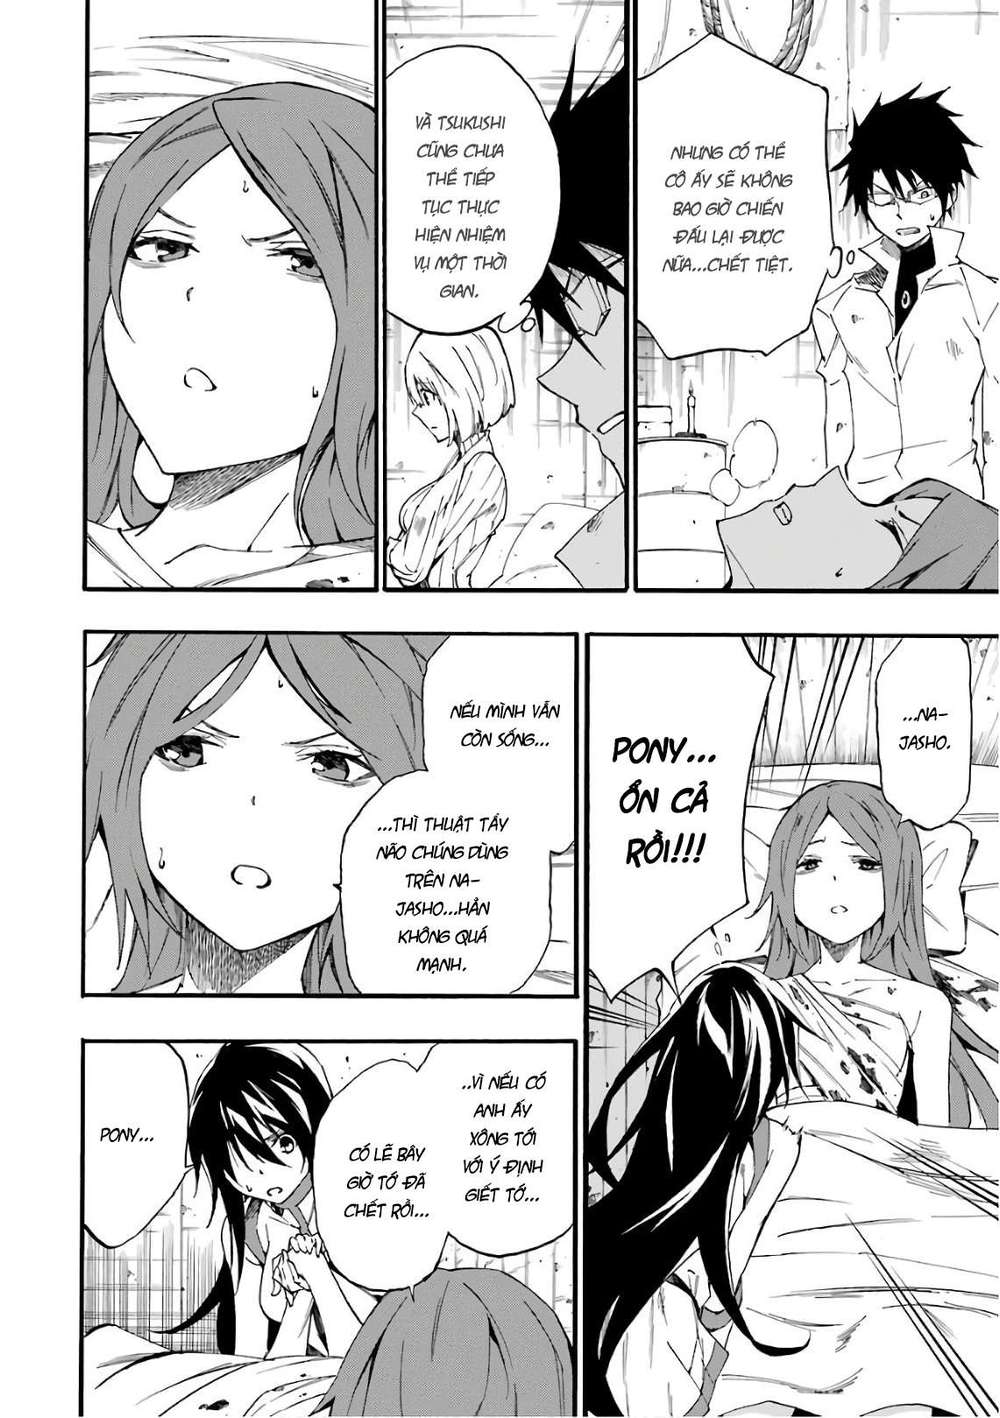 NHƯNG CÓ THỂ
CÔ ẤY SẼ KHÔNG
BAO GIỜ CHIẾN
ĐẤU LẠI ĐƯỢC
NỮA...CHẾT TIỆT.
VÀ TSUKUSHI
CŨNG CHƯA
THỂ TIẾP
TỤC THỰC
HIỆN NHIỆM
VỤ MỘT THỜI
GIAN.
...NA-
JASHO.
PONY...
ỔN CẢ
RỒI!!!
NẾU MÌNH VẪN
CÒN SỐNG...
...THÌ THUẬT TẨY
NÃO CHÚNG DÙNG
TRÊN NA-
JASHO...HẲN
KHÔNG QUÁ
MẠNH.
..VÌ NẾU CÓ
ANH ẤY
XÔNG TỚI
VỚI Ý ĐỊNH
GIẾT TỚ...
CÓ LẼ BÂY
GIỜ TỚ ĐÃ
CHẾT RỒI...
PONY...